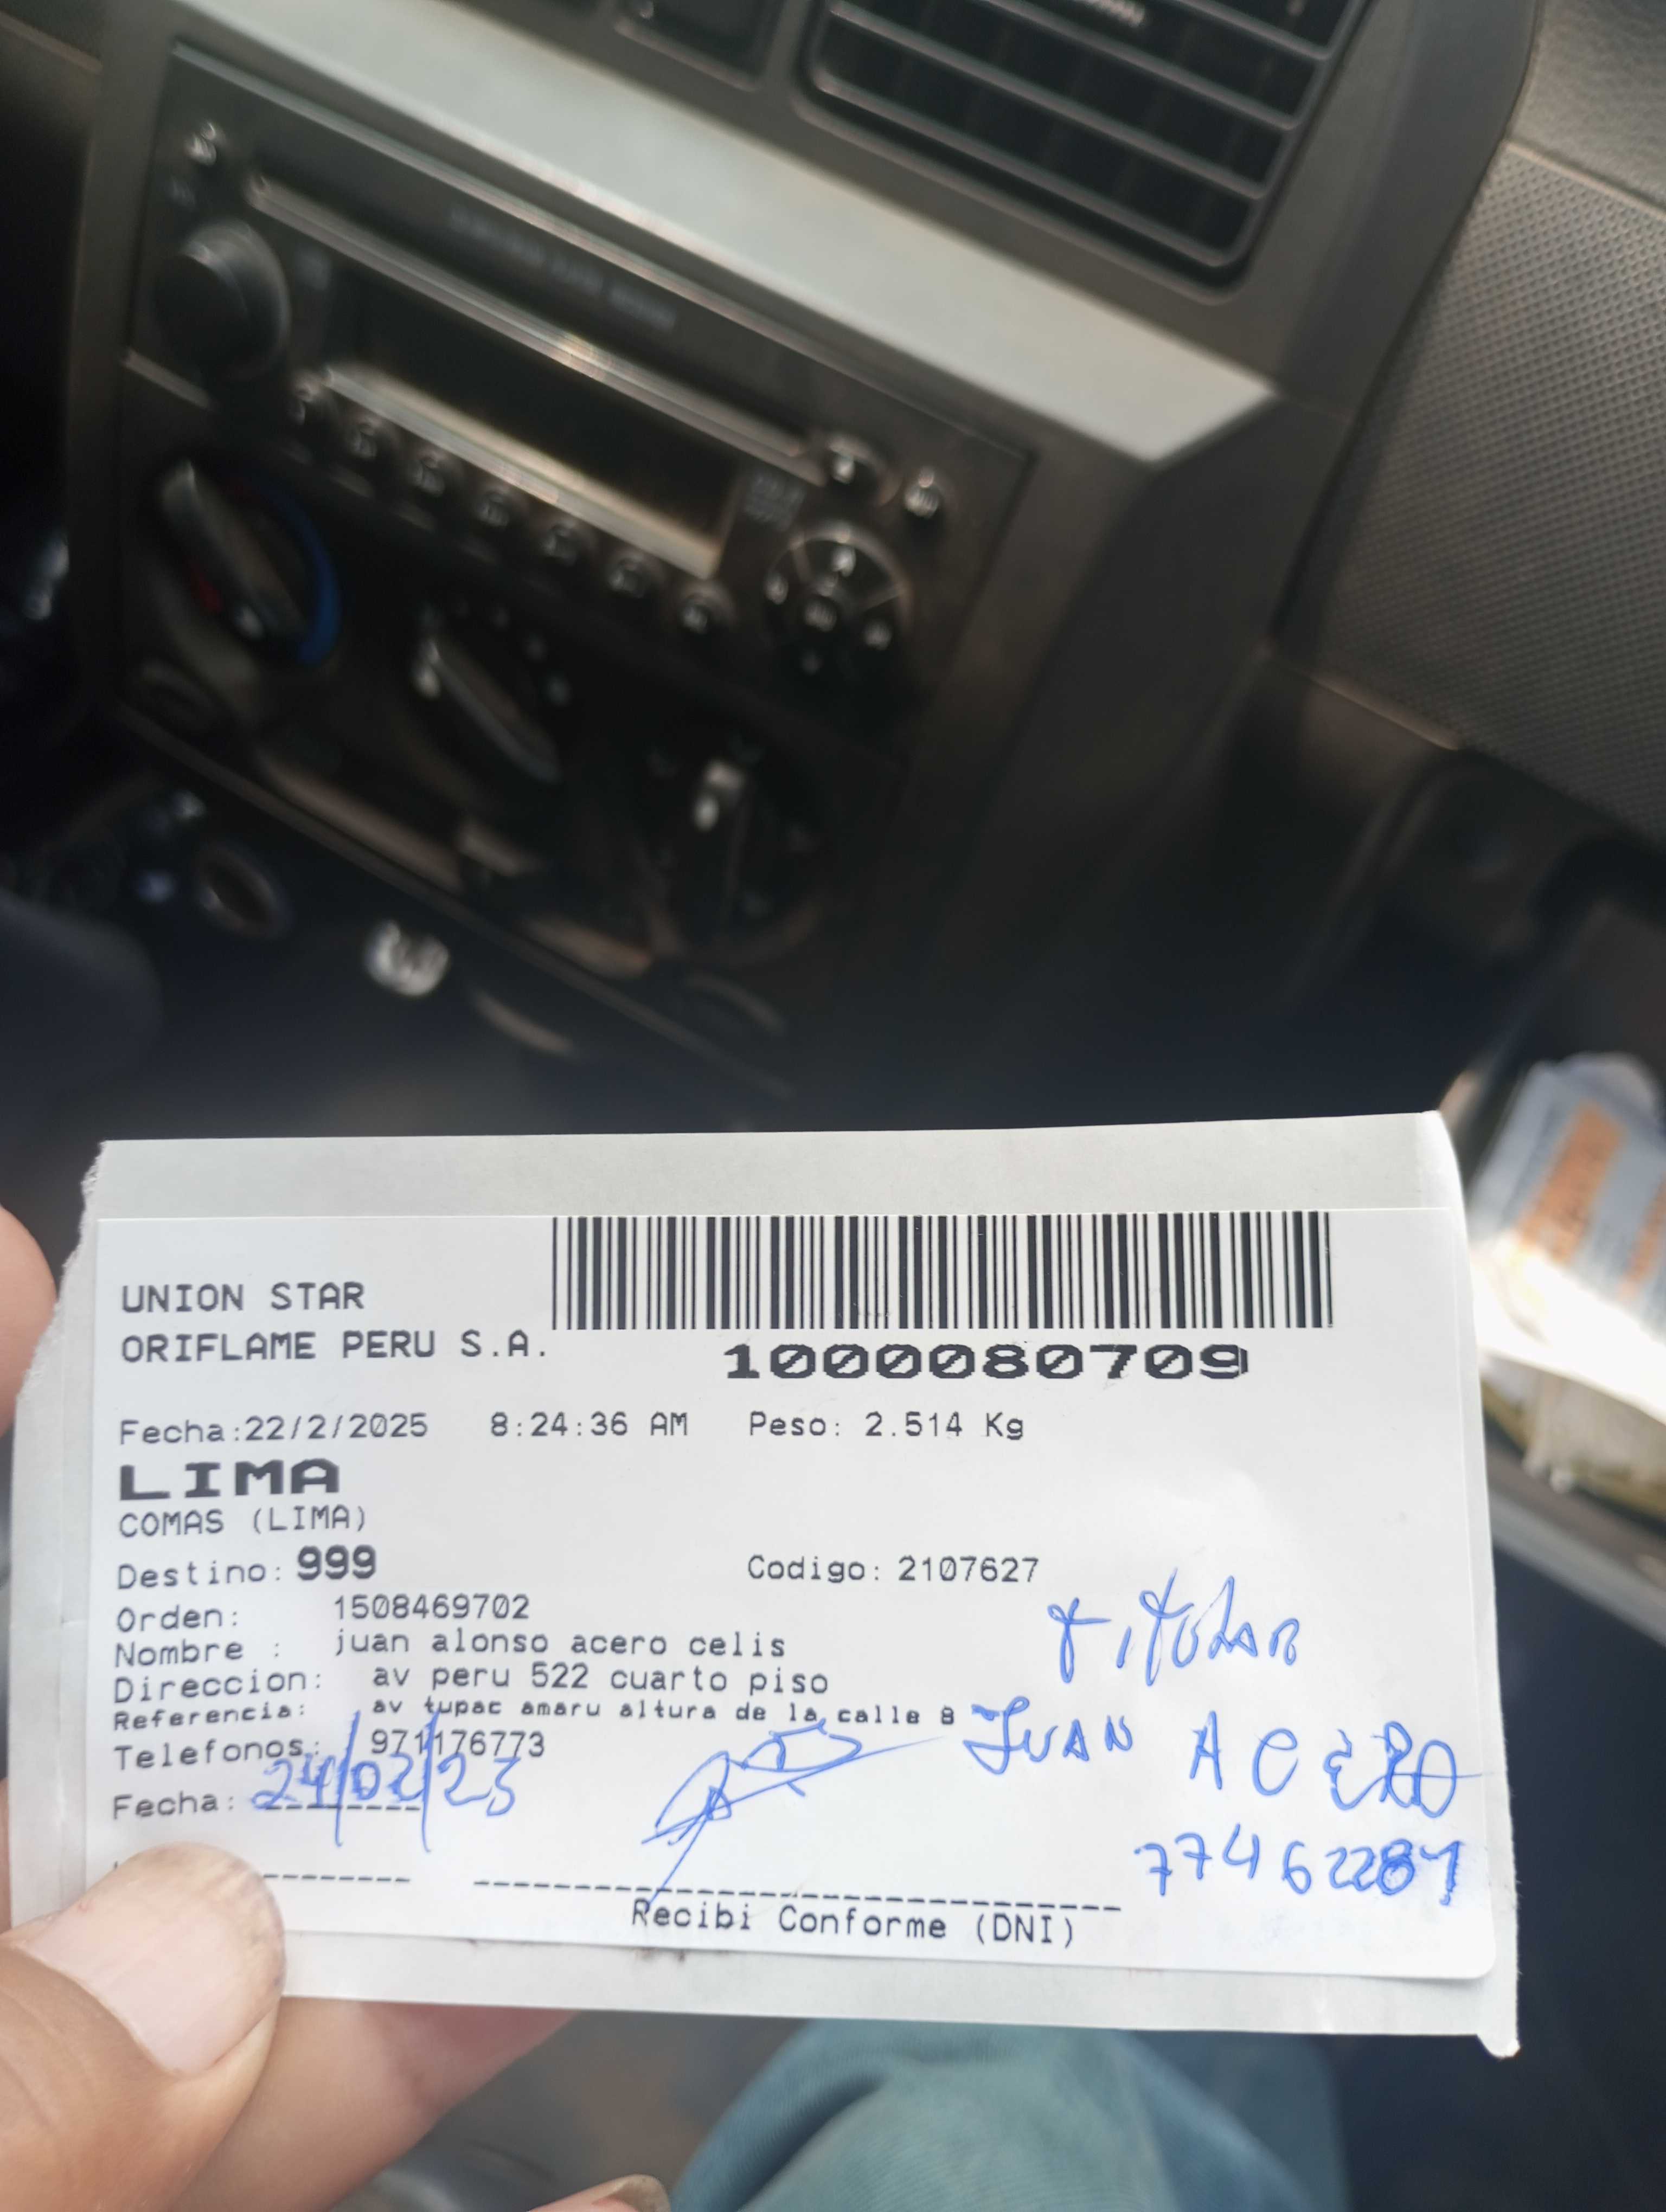 UNION STAR
ORIFLAME PERU S.A.
1000080709
Fecha:22/2/2025 8:24:36 AM Peso: 2.514 Kg
LIMA
COMAS (LIMA)
Destino: 999 Codigo: 2107627
Orden: 1508469702
Nombre : juan alonso acero celis
Direccion: av peru 522 cuarto piso
Referencia: av tupac amaru altura de la calle 8
Telefonos: 971176773
Fecha: 24/02/25
TITULAR
JUAN ACERO
Recibi Conforme (DNI)